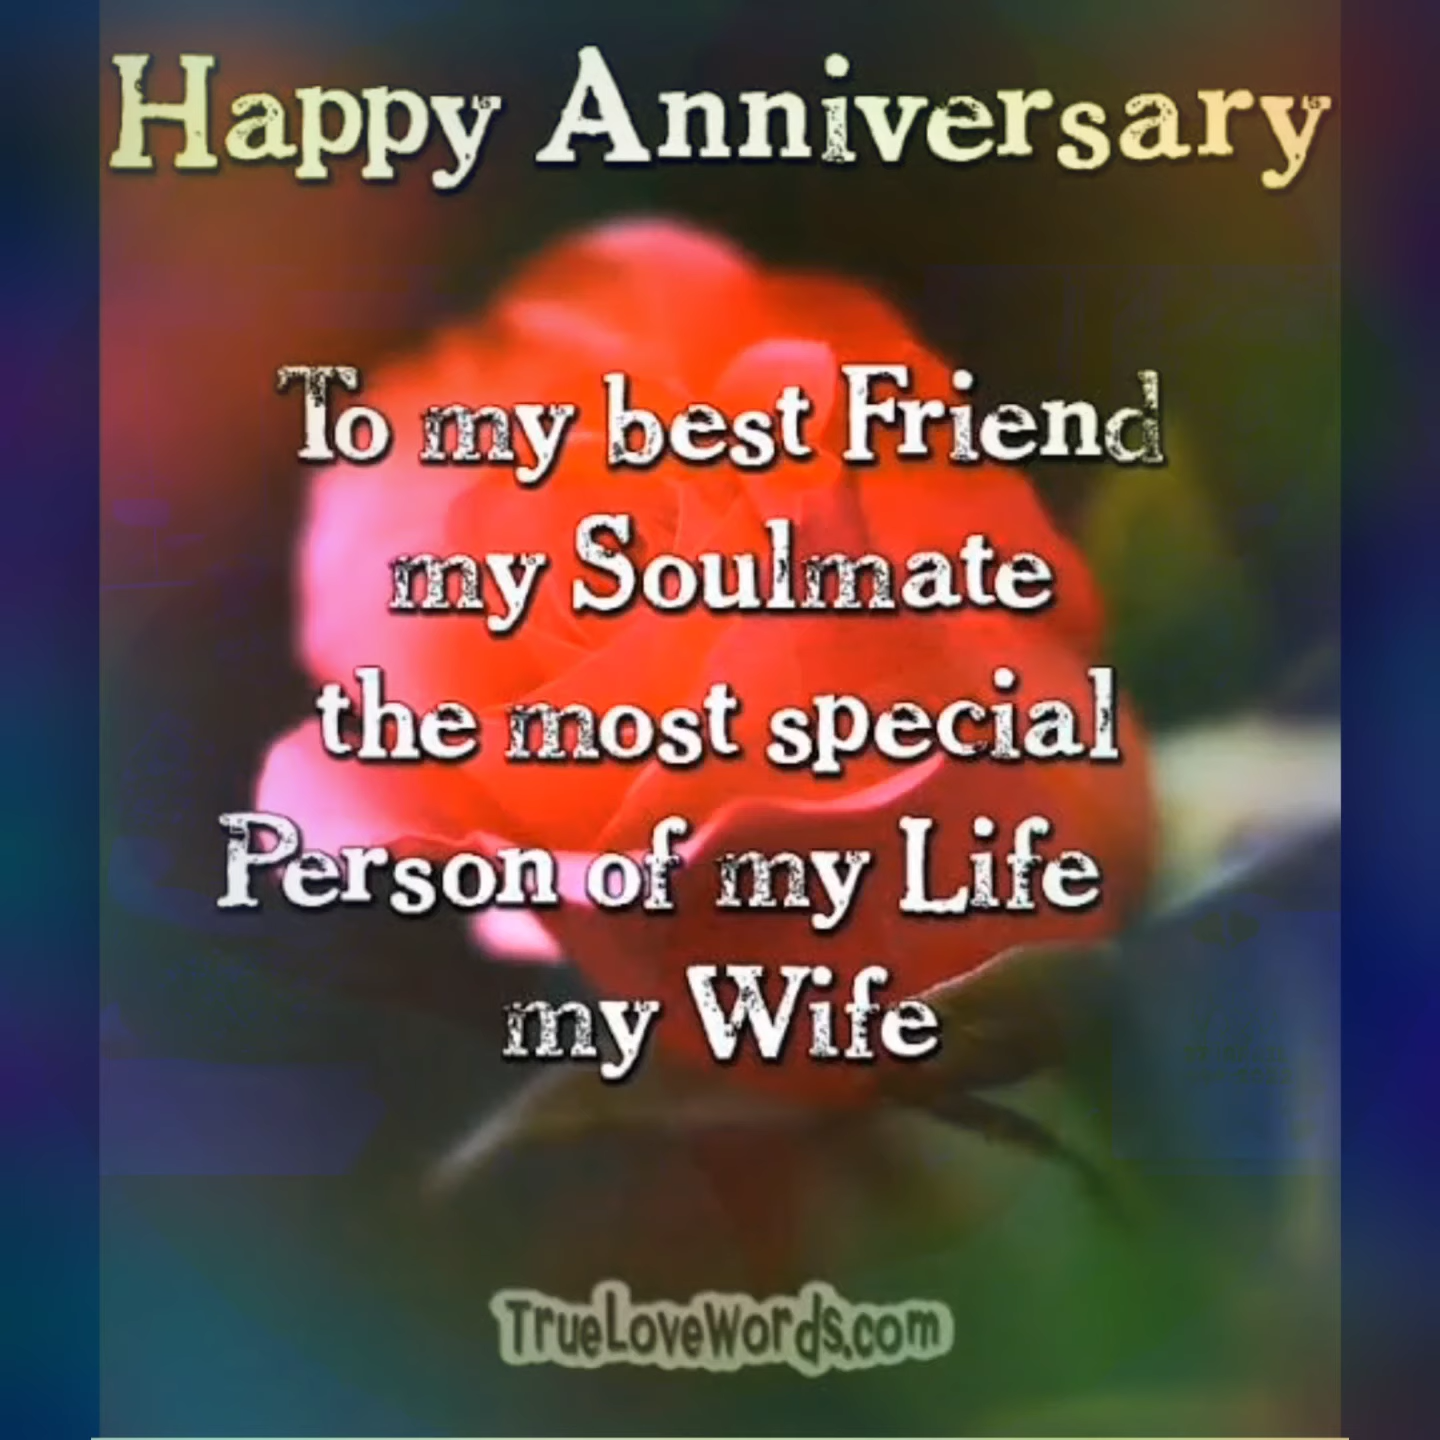 Happy Anniversary
To my best Friend
my Soulmate
the most special
Person of my Life
my Wife
TrueLoveWords.com